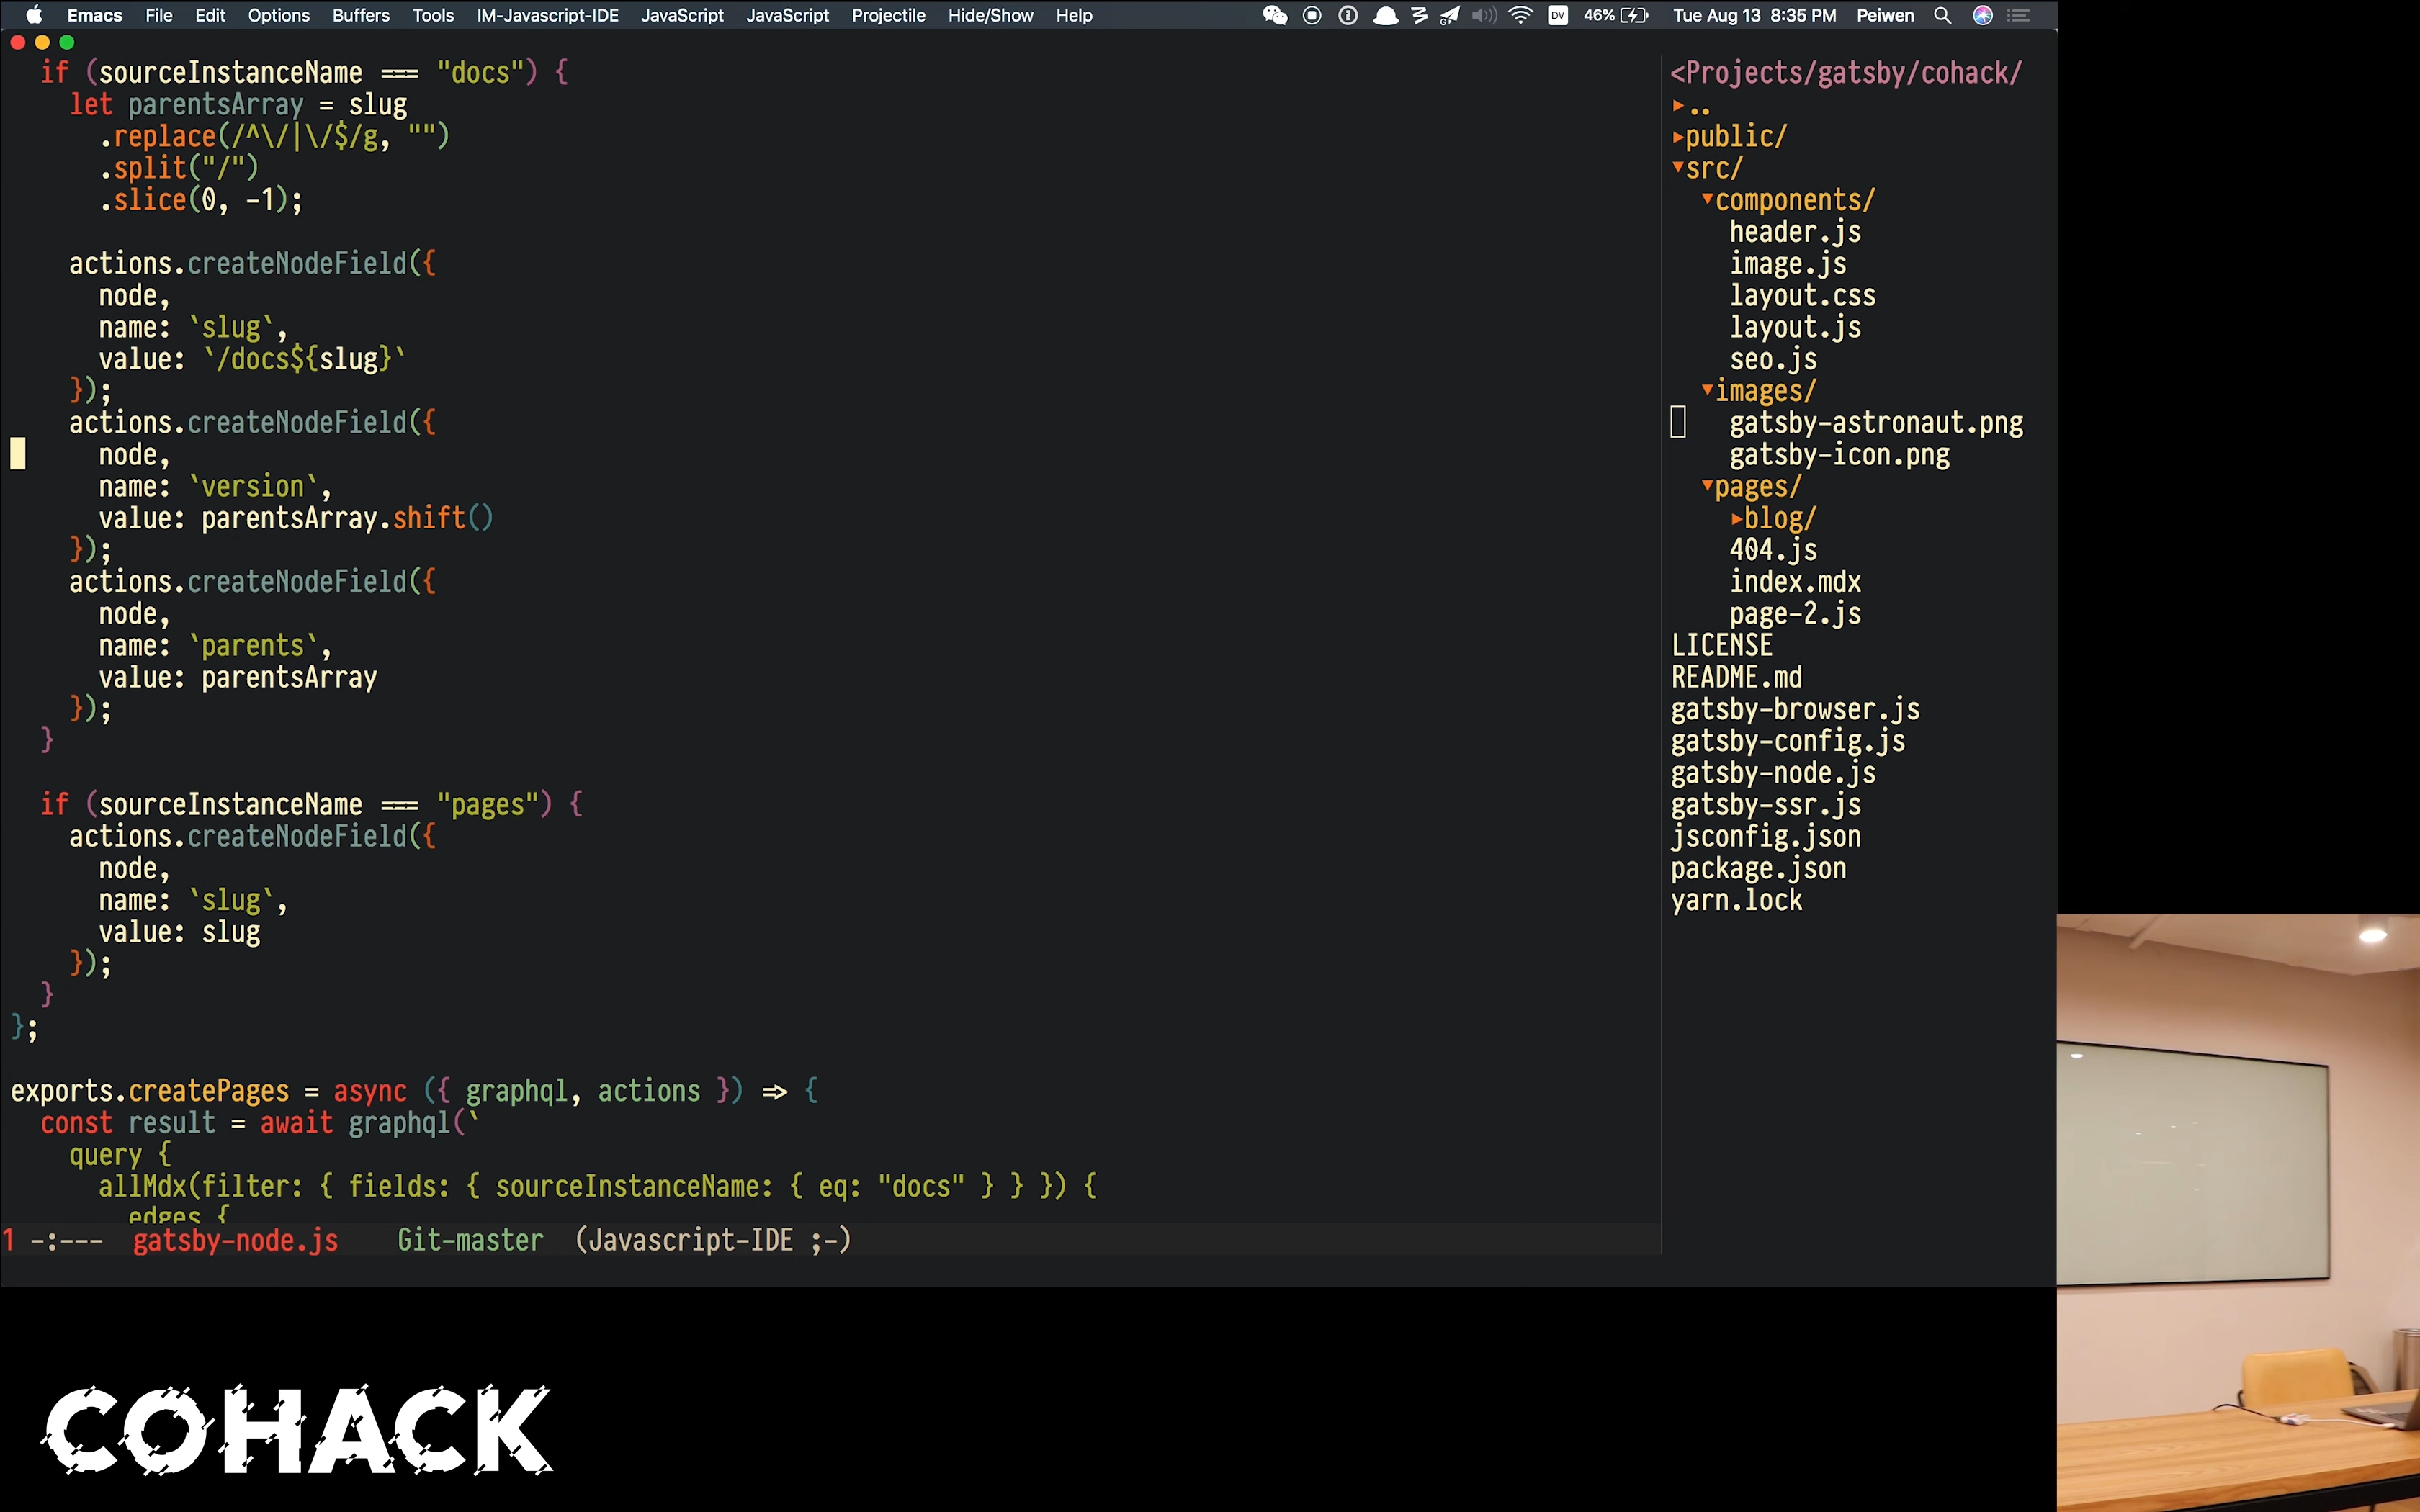 Emacs File Edit Options Buffers Tools IM-Javascript-IDE JavaScript JavaScript Projectile Hide/Show Help DV 46% Tue Aug 13 8:35 PM Peiwen
if (sourceInstanceName === "docs") {
let parentsArray = slug
.replace(/^\/|\/$/g, "")
.split("/")
.slice(0, -1);
actions.createNodeField({
node,
name: `slug`,
value: `/docs${slug}`
});
actions.createNodeField({
node,
name: `version`,
value: parentsArray.shift()
});
actions.createNodeField({
node,
name: `parents`,
value: parentsArray
});
}
if (sourceInstanceName === "pages") {
actions.createNodeField({
node,
name: `slug`,
value: slug
});
}
};
exports.createPages = async ({ graphql, actions }) => {
const result = await graphql(`
query {
allMdx(filter: { fields: { sourceInstanceName: { eq: "docs" } } }) {
edges {
1 -:--- gatsby-node.js Git-master (Javascript-IDE ;-)
<Projects/gatsby/cohack/
▸..
▸public/
▾src/
▾components/
header.js
image.js
layout.css
layout.js
seo.js
▾images/
gatsby-astronaut.png
gatsby-icon.png
▾pages/
▸blog/
404.js
index.mdx
page-2.js
LICENSE
README.md
gatsby-browser.js
gatsby-config.js
gatsby-node.js
gatsby-ssr.js
jsconfig.json
package.json
yarn.lock
COHACK